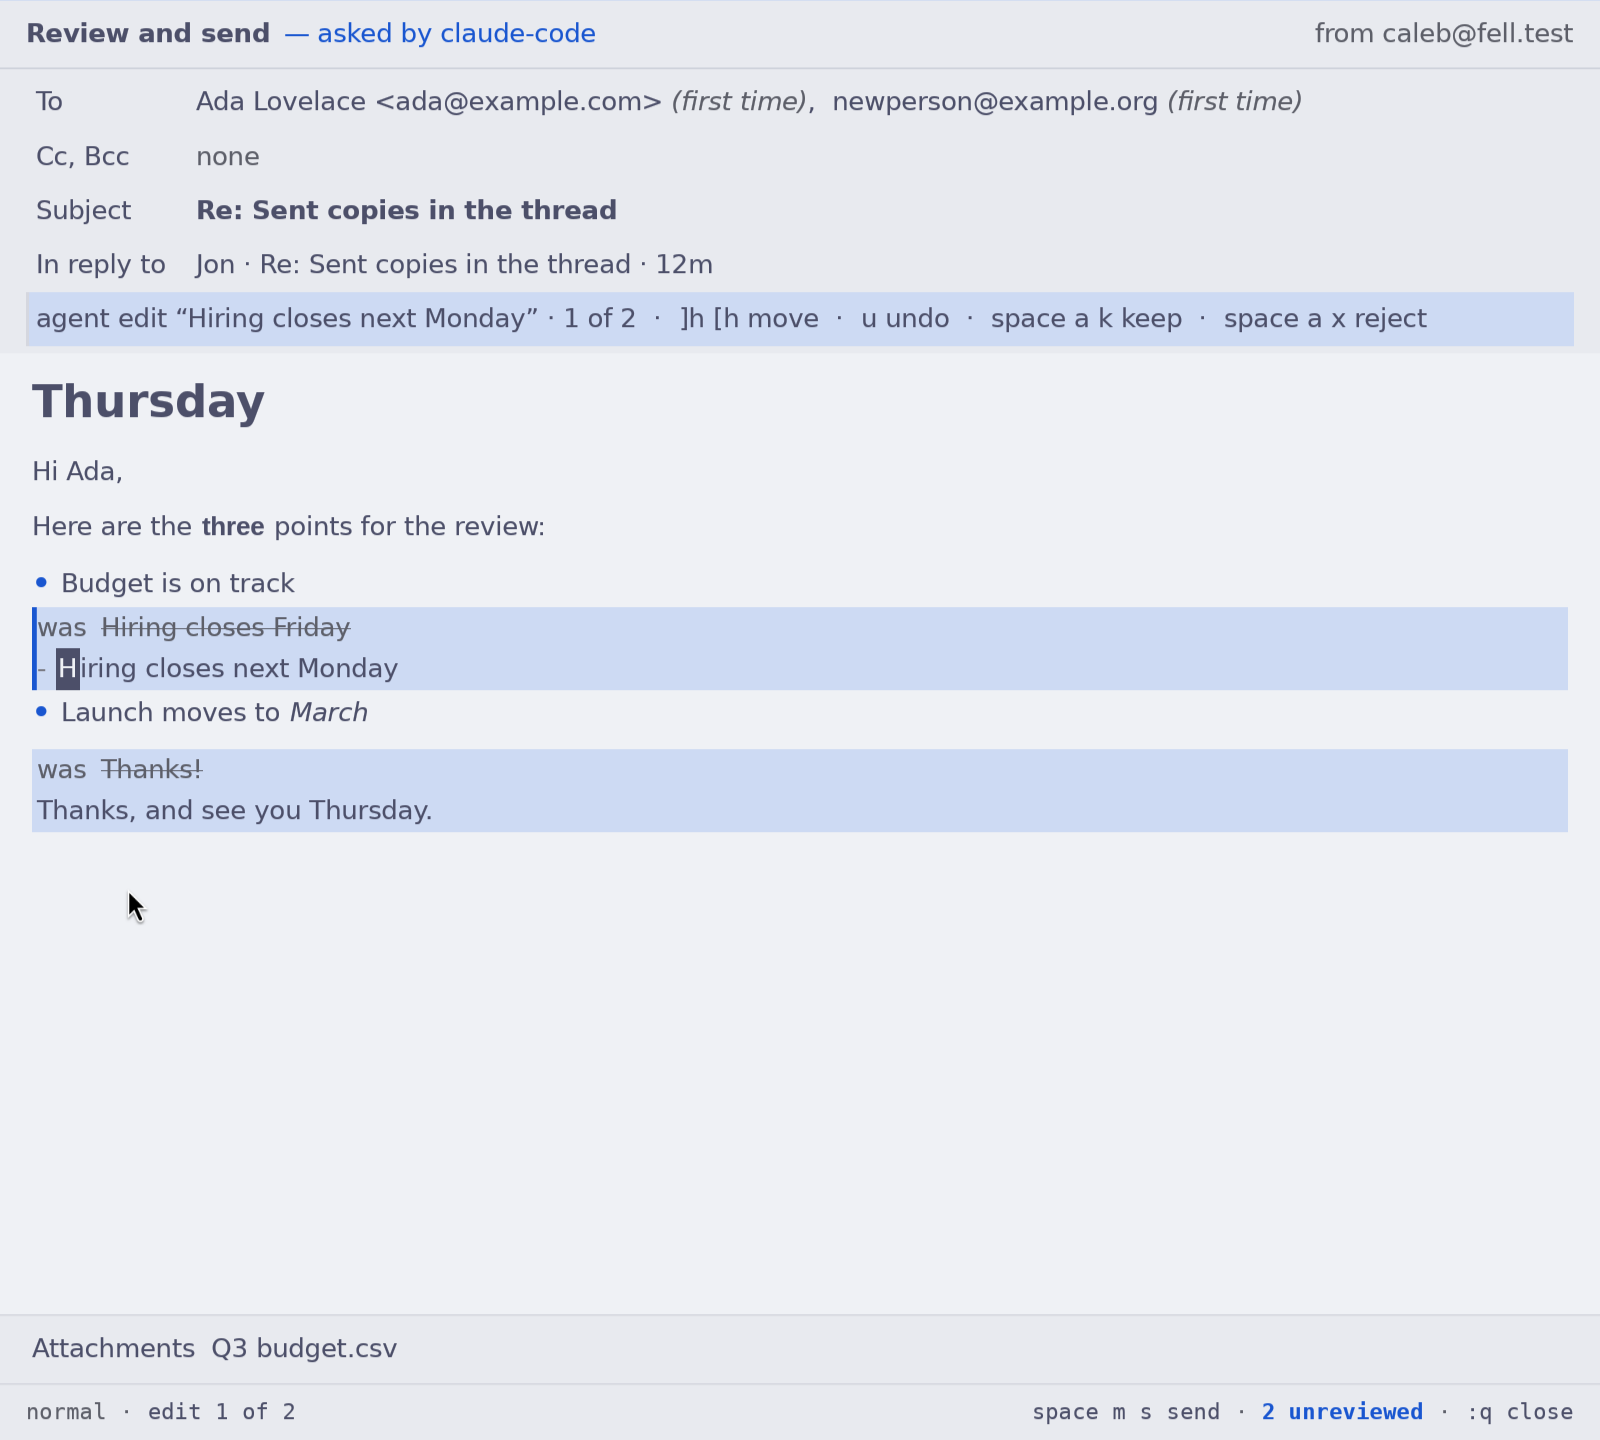 Review and send — asked by claude-code from caleb@fell.test
To Ada Lovelace <ada@example.com> (first time), newperson@example.org (first time)
Cc, Bcc none
Subject Re: Sent copies in the thread
In reply to Jon · Re: Sent copies in the thread · 12m
agent edit “Hiring closes next Monday” · 1 of 2 · ]h [h move · u undo · space a k keep · space a x reject
Thursday
Hi Ada,
Here are the three points for the review:
• Budget is on track
was Hiring closes Friday
- Hiring closes next Monday
• Launch moves to March
was Thanks!
Thanks, and see you Thursday.
Attachments Q3 budget.csv
normal · edit 1 of 2 space m s send · 2 unreviewed · :q close